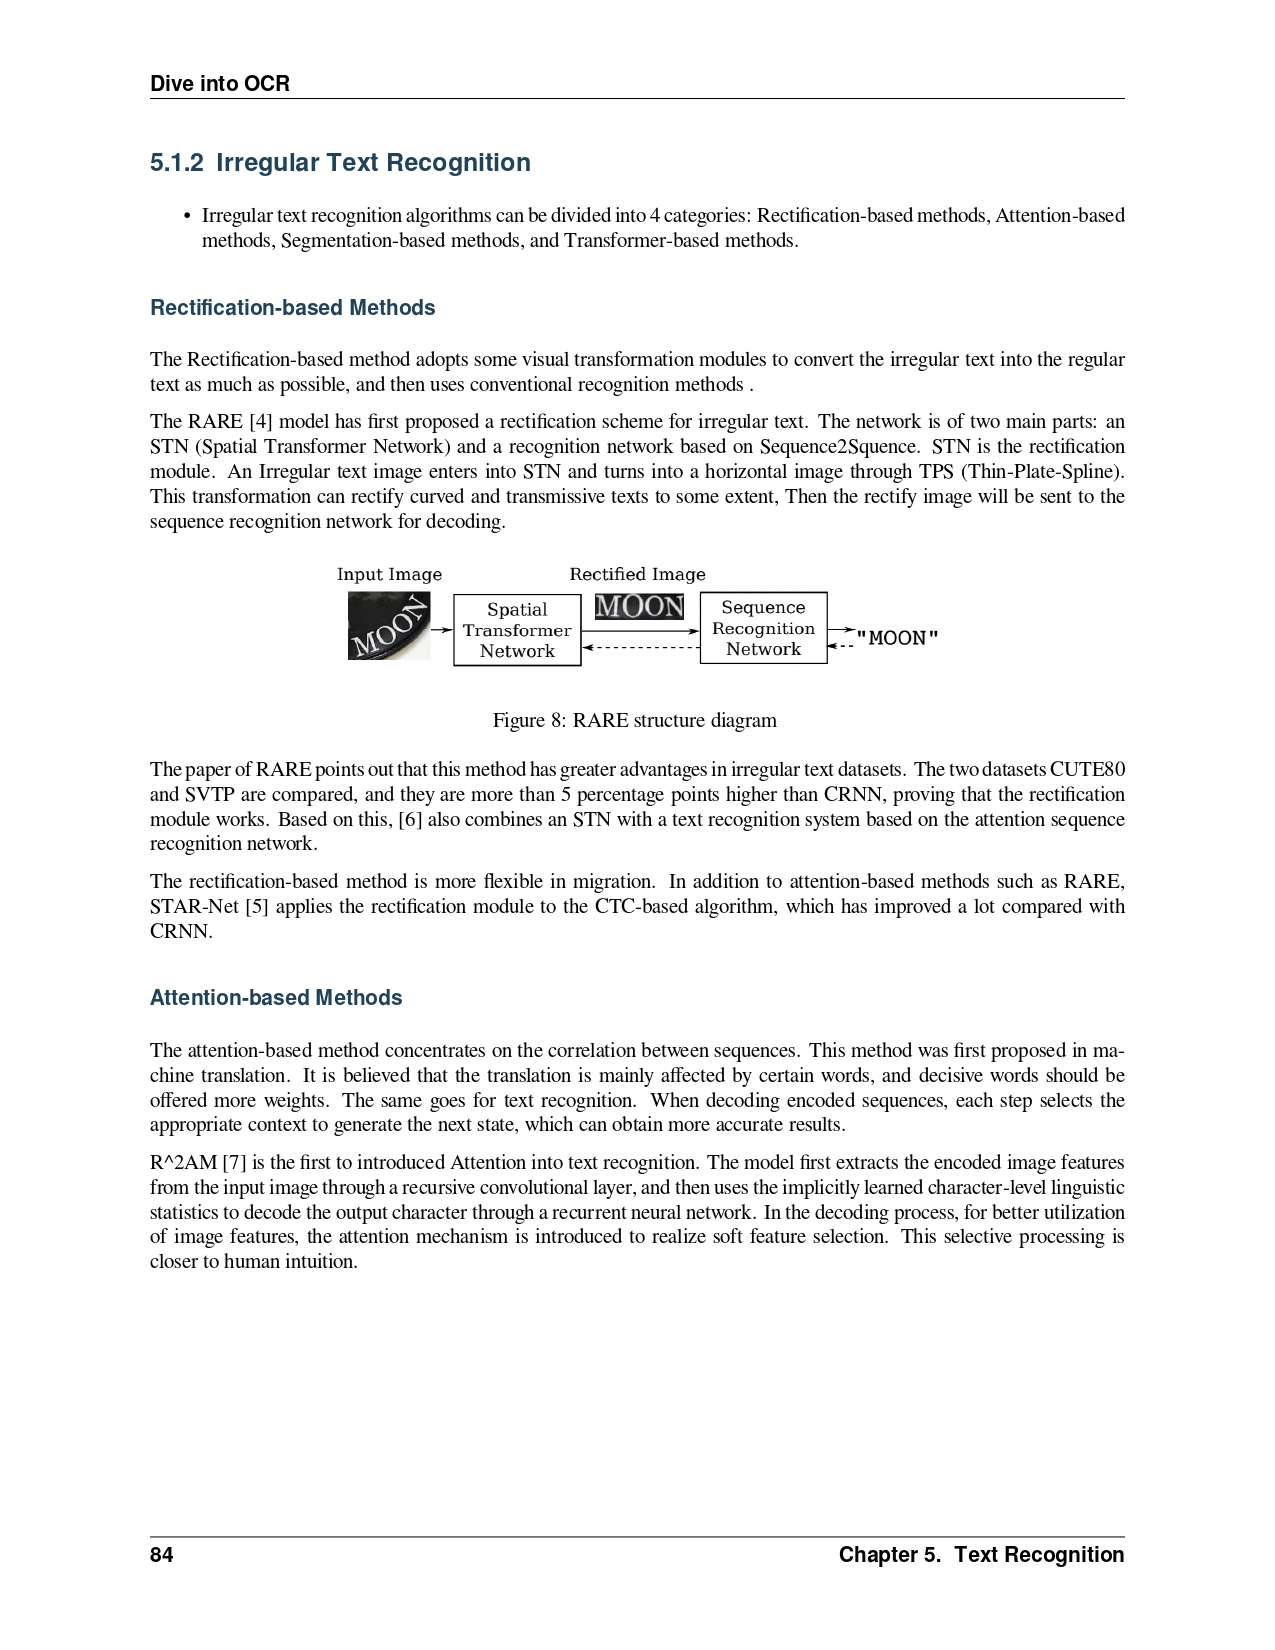 Dive into OCR
5.1.2 Irregular Text Recognition
• Irregular text recognition algorithms can be divided into 4 categories: Rectification-based methods, Attention-based
methods, Segmentation-based methods, and Transformer-based methods.
Rectification-based Methods
The Rectification-based method adopts some visual transformation modules to convert the irregular text into the regular
text as much as possible, and then uses conventional recognition methods .
The RARE [4] model has first proposed a rectification scheme for irregular text. The network is of two main parts: an
STN (Spatial Transformer Network) and a recognition network based on Sequence2Squence. STN is the rectification
module. An Irregular text image enters into STN and turns into a horizontal image through TPS (Thin-Plate-Spline).
This transformation can rectify curved and transmissive texts to some extent, Then the rectify image will be sent to the
sequence recognition network for decoding.
Input Image
Rectified Image
MOON
Spatial
Transformer
Network
MOON
Sequence
Recognition
Network
"MOON"
Figure 8: RARE structure diagram
The paper of RARE points out that this method has greater advantages in irregular text datasets. The two datasets CUTE80
and SVTP are compared, and they are more than 5 percentage points higher than CRNN, proving that the rectification
module works. Based on this, [6] also combines an STN with a text recognition system based on the attention sequence
recognition network.
The rectification-based method is more flexible in migration. In addition to attention-based methods such as RARE,
STAR-Net [5] applies the rectification module to the CTC-based algorithm, which has improved a lot compared with
CRNN.
Attention-based Methods
The attention-based method concentrates on the correlation between sequences. This method was first proposed in ma-
chine translation. It is believed that the translation is mainly affected by certain words, and decisive words should be
offered more weights. The same goes for text recognition. When decoding encoded sequences, each step selects the
appropriate context to generate the next state, which can obtain more accurate results.
R^2AM [7] is the first to introduced Attention into text recognition. The model first extracts the encoded image features
from the input image through a recursive convolutional layer, and then uses the implicitly learned character-level linguistic
statistics to decode the output character through a recurrent neural network. In the decoding process, for better utilization
of image features, the attention mechanism is introduced to realize soft feature selection. This selective processing is
closer to human intuition.
84
Chapter 5. Text Recognition